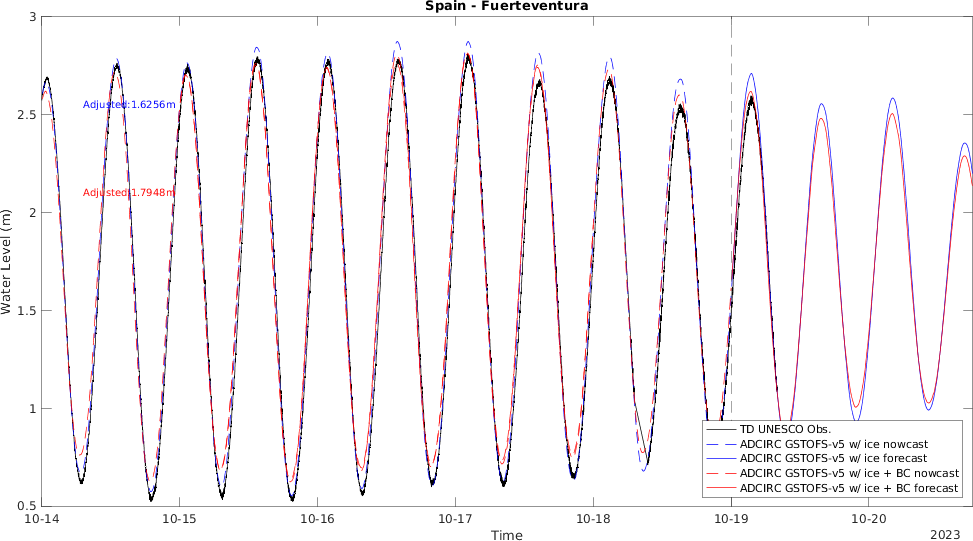 Spain - Fuerteventura
3
2.5
2
1.5
1
0.5
Water Level (m)
Adjusted:1.6256m
Adjusted:1.7948m
TD UNESCO Obs.
ADCIRC GSTOFS-v5 w/ ice nowcast
ADCIRC GSTOFS-v5 w/ ice forecast
ADCIRC GSTOFS-v5 w/ ice + BC nowcast
ADCIRC GSTOFS-v5 w/ ice + BC forecast
10-14 10-15 10-16 10-17 10-18 10-19 10-20
Time
2023